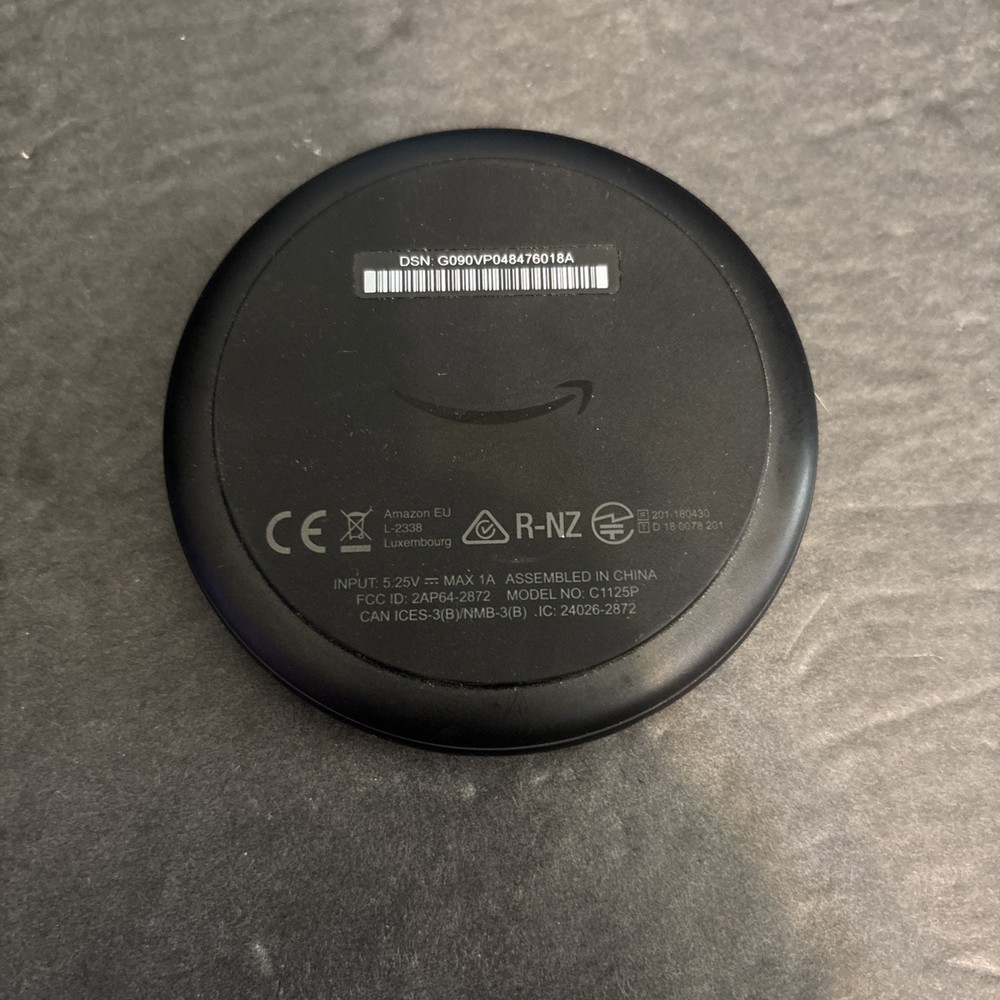 DSN: G090VP048476018A
CE Amazon EU
L-2338
Luxembourg
R-NZ
R 201-180430
T D 18 0078 201
INPUT: 5.25V ⎓ MAX 1A ASSEMBLED IN CHINA
FCC ID: 2AP64-2872 MODEL NO: C1125P
CAN ICES-3(B)/NMB-3(B) .IC: 24026-2872